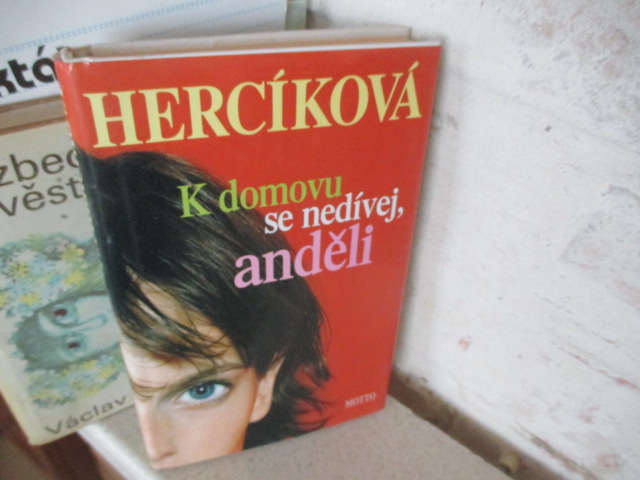 HERCÍKOVÁ
K domovu
se nedívej,
anděli
MOTTO
Václav